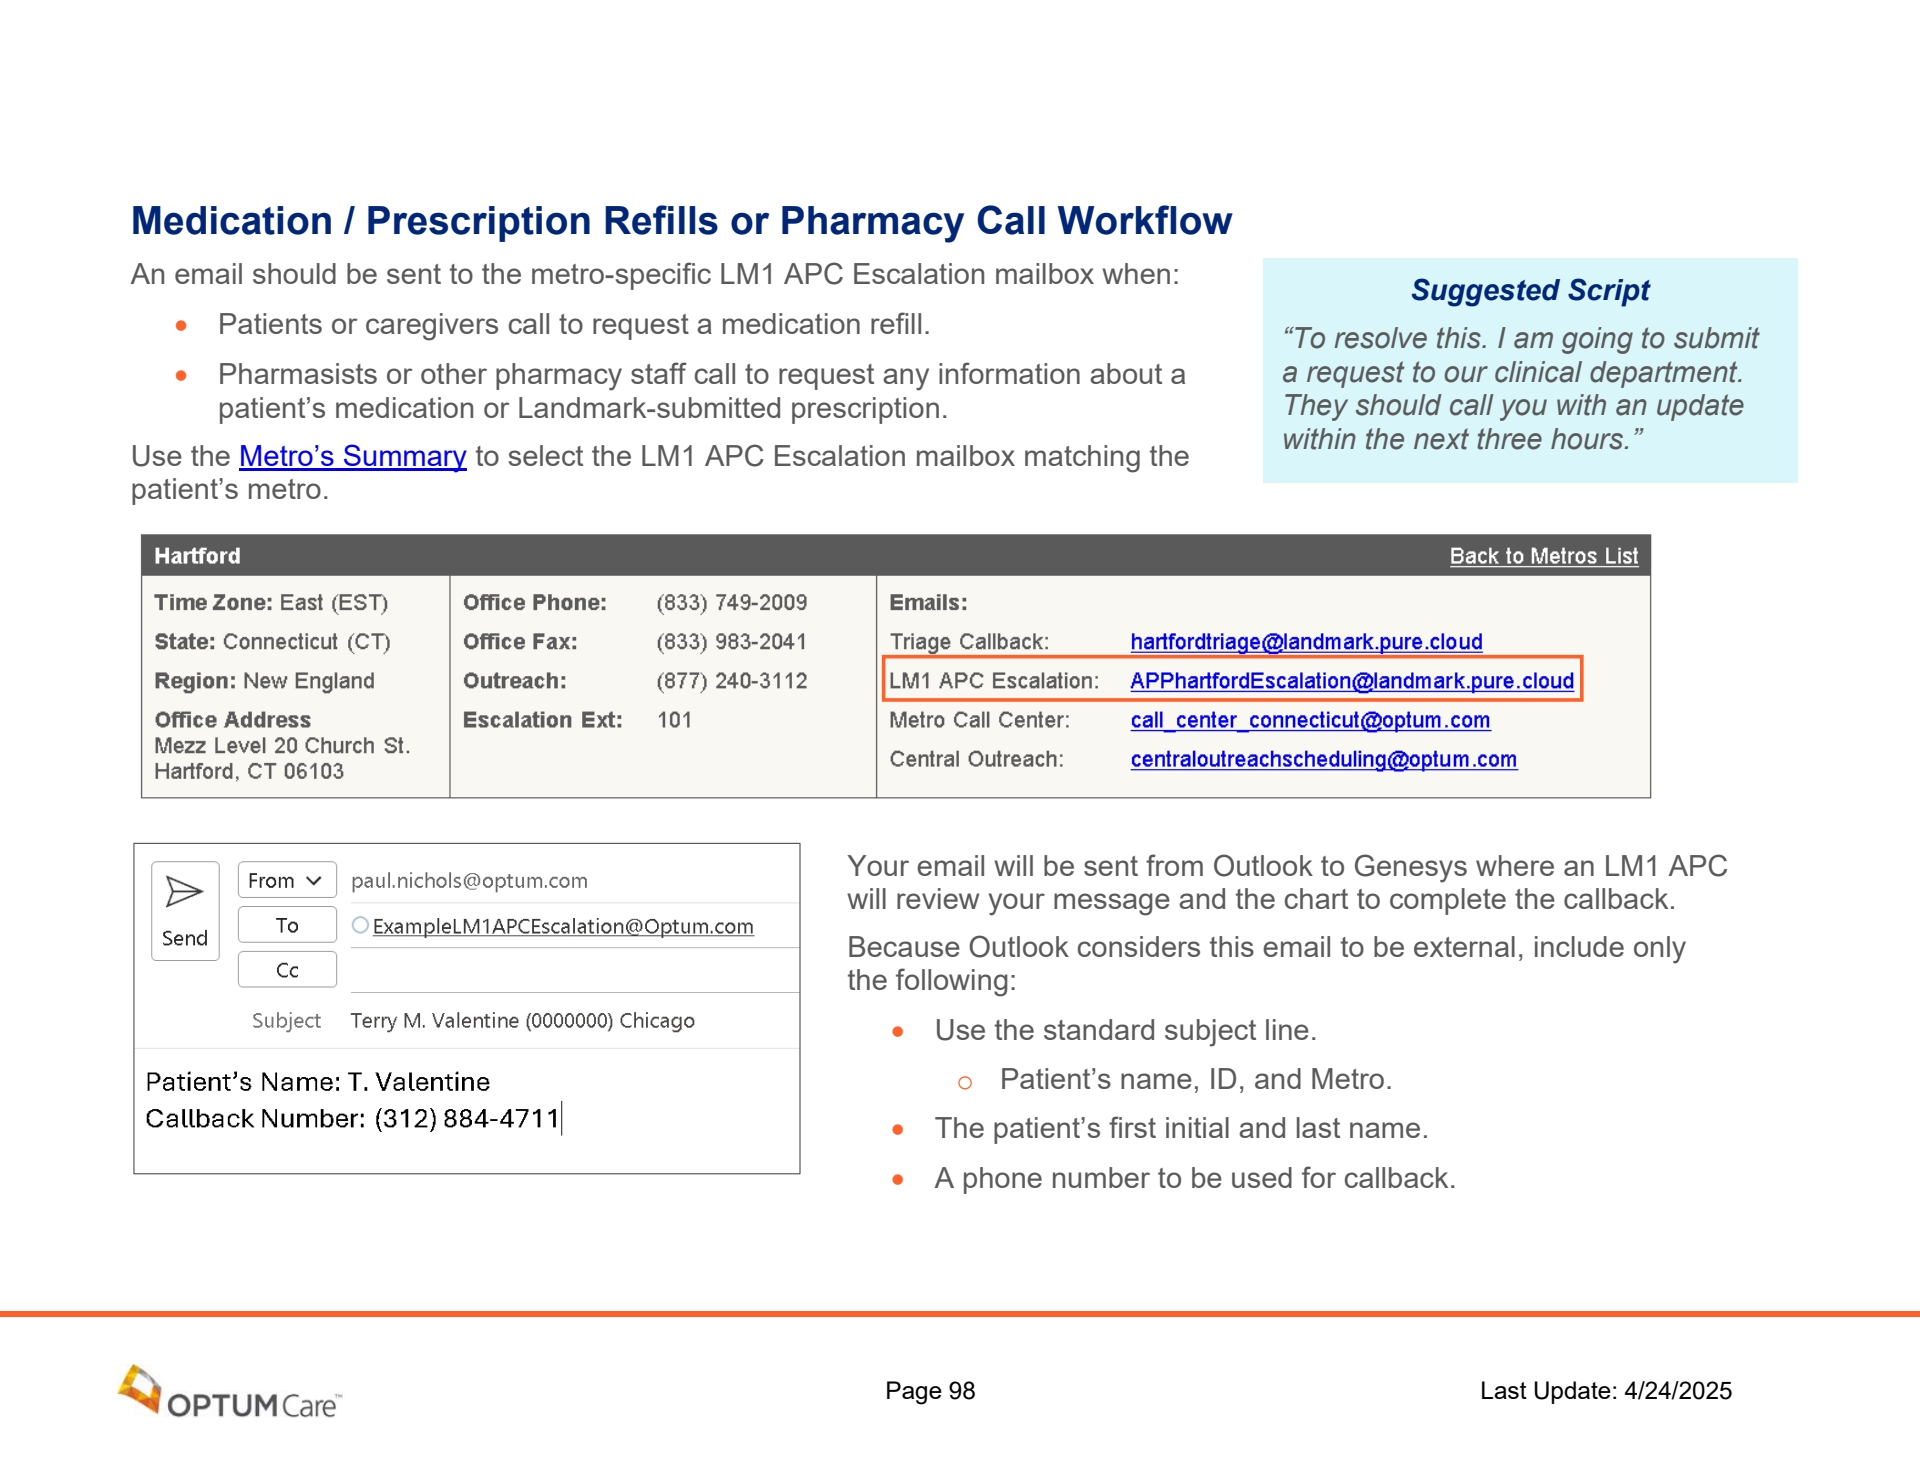 Medication / Prescription Refills or Pharmacy Call Workflow
An email should be sent to the metro-specific LM1 APC Escalation mailbox when:
• Patients or caregivers call to request a medication refill.
• Pharmasists or other pharmacy staff call to request any information about a
patient’s medication or Landmark-submitted prescription.
Use the Metro’s Summary to select the LM1 APC Escalation mailbox matching the
patient’s metro.
Suggested Script
“To resolve this. I am going to submit
a request to our clinical department.
They should call you with an update
within the next three hours.”
Hartford Back to Metros List
Time Zone: East (EST)
State: Connecticut (CT)
Region: New England
Office Address
Mezz Level 20 Church St.
Hartford, CT 06103
Office Phone: (833) 749-2009
Office Fax: (833) 983-2041
Outreach: (877) 240-3112
Escalation Ext: 101
Emails:
Triage Callback: hartfordtriage@landmark.pure.cloud
LM1 APC Escalation: APPhartfordEscalation@landmark.pure.cloud
Metro Call Center: call_center_connecticut@optum.com
Central Outreach: centraloutreachscheduling@optum.com
Send
From paul.nichols@optum.com
To ExampleLM1APCEscalation@Optum.com
Cc
Subject Terry M. Valentine (0000000) Chicago
Patient’s Name: T. Valentine
Callback Number: (312) 884-4711
Your email will be sent from Outlook to Genesys where an LM1 APC
will review your message and the chart to complete the callback.
Because Outlook considers this email to be external, include only
the following:
• Use the standard subject line.
o Patient’s name, ID, and Metro.
• The patient’s first initial and last name.
• A phone number to be used for callback.
OPTUM Care™
Page 98
Last Update: 4/24/2025